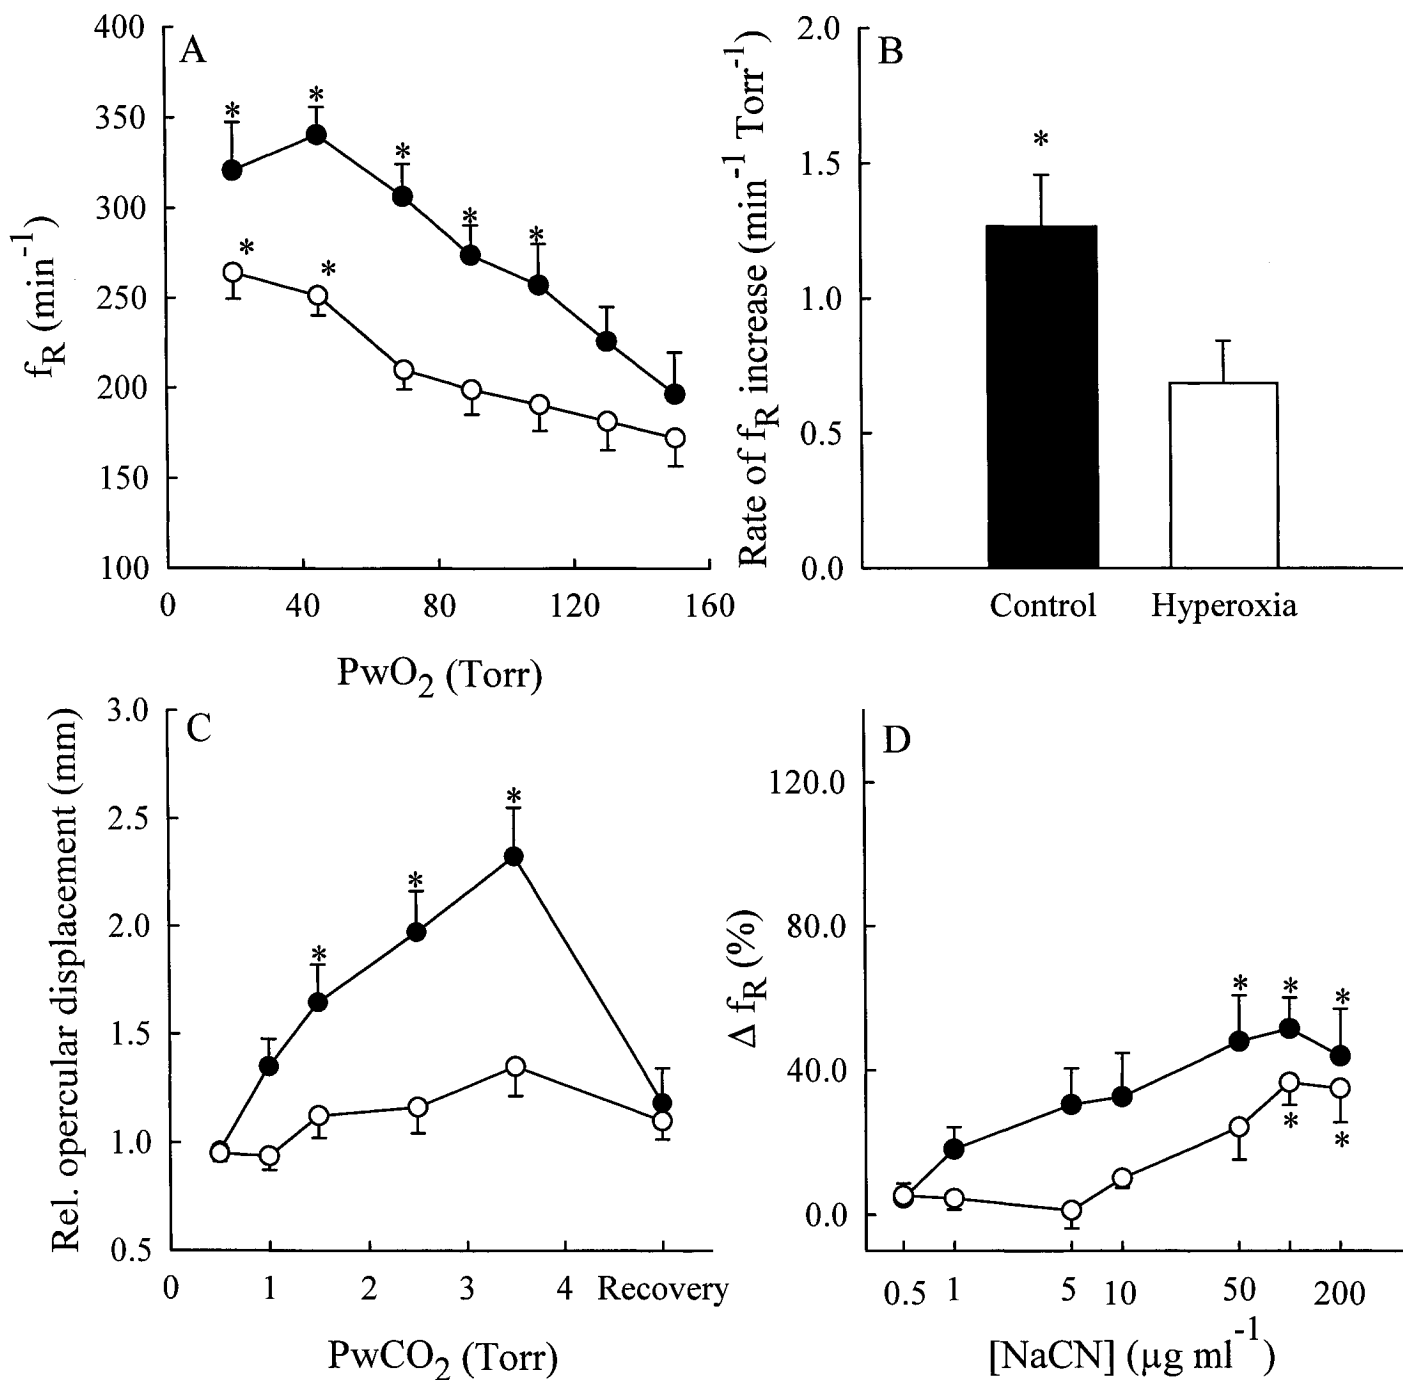 A
400
350
300
250
200
150
100
f_R (min^-1)
* * * * * * *
0 40 80 120 160
PwO_2 (Torr)
B
2.0
1.5
1.0
0.5
0.0
Rate of f_R increase (min^-1 Torr^-1)
*
Control Hyperoxia
C
3.0
2.5
2.0
1.5
1.0
0.5
Rel. opercular displacement (mm)
* * *
0 1 2 3 4 Recovery
PwCO_2 (Torr)
D
120.0
80.0
40.0
0.0
Δ f_R (%)
* * * * *
0.5 1 5 10 50 100 200
[NaCN] (µg ml^-1)